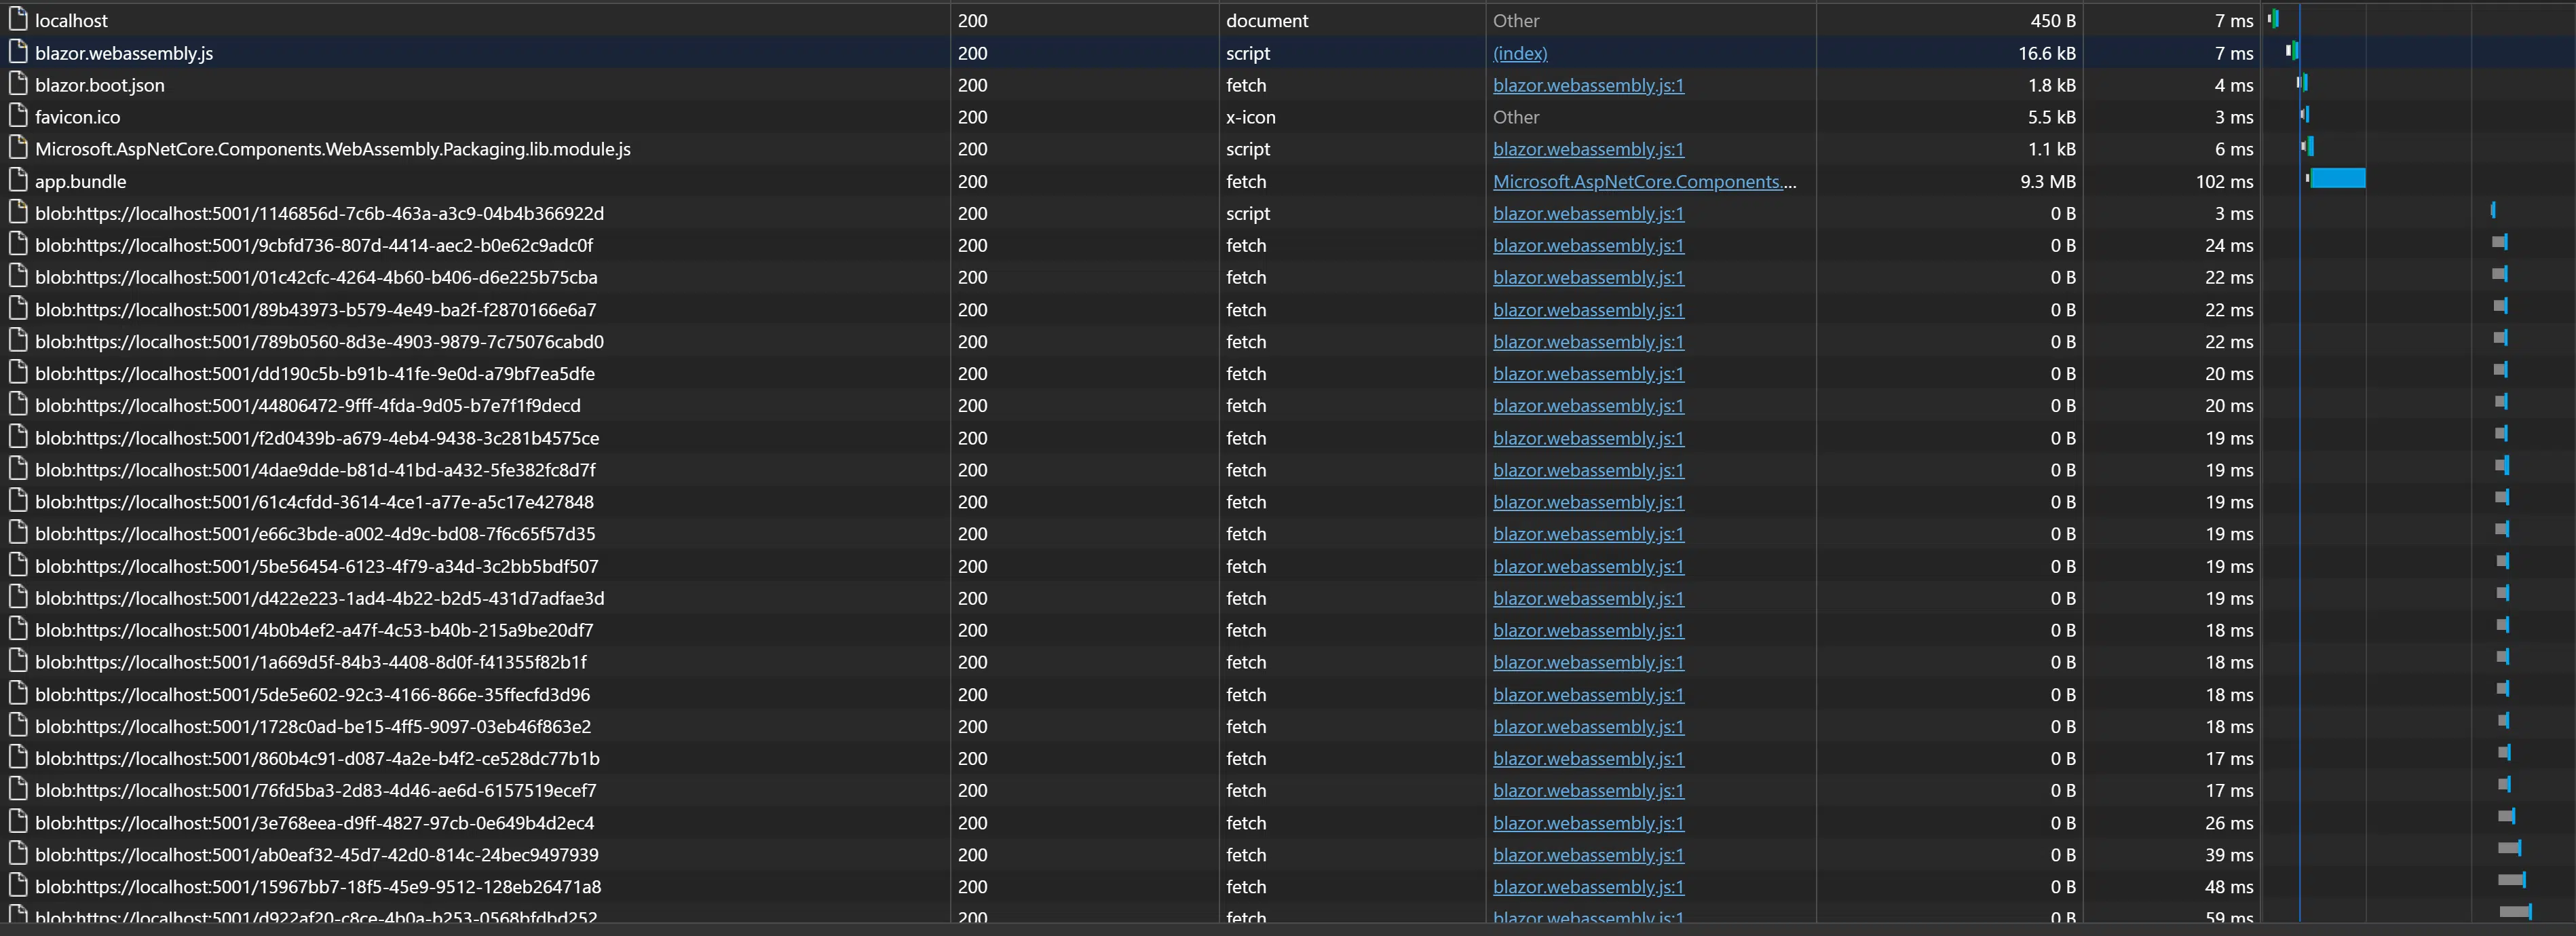 localhost 200 document Other 450 B 7 ms
blazor.webassembly.js 200 script (index) 16.6 kB 7 ms
blazor.boot.json 200 fetch blazor.webassembly.js:1 1.8 kB 4 ms
favicon.ico 200 x-icon Other 5.5 kB 3 ms
Microsoft.AspNetCore.Components.WebAssembly.Packaging.lib.module.js 200 script blazor.webassembly.js:1 1.1 kB 6 ms
app.bundle 200 fetch Microsoft.AspNetCore.Components.... 9.3 MB 102 ms
blob:https://localhost:5001/1146856d-7c6b-463a-a3c9-04b4b366922d 200 script blazor.webassembly.js:1 0 B 3 ms
blob:https://localhost:5001/9cbfd736-807d-4414-aec2-b0e62c9adc0f 200 fetch blazor.webassembly.js:1 0 B 24 ms
blob:https://localhost:5001/01c42cfc-4264-4b60-b406-d6e225b75cba 200 fetch blazor.webassembly.js:1 0 B 22 ms
blob:https://localhost:5001/89b43973-b579-4e49-ba2f-f2870166e6a7 200 fetch blazor.webassembly.js:1 0 B 22 ms
blob:https://localhost:5001/789b0560-8d3e-4903-9879-7c75076cabd0 200 fetch blazor.webassembly.js:1 0 B 22 ms
blob:https://localhost:5001/dd190c5b-b91b-41fe-9e0d-a79bf7ea5dfe 200 fetch blazor.webassembly.js:1 0 B 20 ms
blob:https://localhost:5001/44806472-9fff-4fda-9d05-b7e7f1f9decd 200 fetch blazor.webassembly.js:1 0 B 20 ms
blob:https://localhost:5001/f2d0439b-a679-4eb4-9438-3c281b4575ce 200 fetch blazor.webassembly.js:1 0 B 19 ms
blob:https://localhost:5001/4dae9dde-b81d-41bd-a432-5fe382fc8d7f 200 fetch blazor.webassembly.js:1 0 B 19 ms
blob:https://localhost:5001/61c4cfdd-3614-4ce1-a77e-a5c17e427848 200 fetch blazor.webassembly.js:1 0 B 19 ms
blob:https://localhost:5001/e66c3bde-a002-4d9c-bd08-7f6c65f57d35 200 fetch blazor.webassembly.js:1 0 B 19 ms
blob:https://localhost:5001/5be56454-6123-4f79-a34d-3c2bb5bdf507 200 fetch blazor.webassembly.js:1 0 B 19 ms
blob:https://localhost:5001/d422e223-1ad4-4b22-b2d5-431d7adfae3d 200 fetch blazor.webassembly.js:1 0 B 19 ms
blob:https://localhost:5001/4b0b4ef2-a47f-4c53-b40b-215a9be20df7 200 fetch blazor.webassembly.js:1 0 B 18 ms
blob:https://localhost:5001/1a669d5f-84b3-4408-8d0f-f41355f82b1f 200 fetch blazor.webassembly.js:1 0 B 18 ms
blob:https://localhost:5001/5de5e602-92c3-4166-866e-35ffecfd3d96 200 fetch blazor.webassembly.js:1 0 B 18 ms
blob:https://localhost:5001/1728c0ad-be15-4ff5-9097-03eb46f863e2 200 fetch blazor.webassembly.js:1 0 B 18 ms
blob:https://localhost:5001/860b4c91-d087-4a2e-b4f2-ce528dc77b1b 200 fetch blazor.webassembly.js:1 0 B 17 ms
blob:https://localhost:5001/76fd5ba3-2d83-4d46-ae6d-6157519ecef7 200 fetch blazor.webassembly.js:1 0 B 17 ms
blob:https://localhost:5001/3e768eea-d9ff-4827-97cb-0e649b4d2ec4 200 fetch blazor.webassembly.js:1 0 B 26 ms
blob:https://localhost:5001/ab0eaf32-45d7-42d0-814c-24bec9497939 200 fetch blazor.webassembly.js:1 0 B 39 ms
blob:https://localhost:5001/15967bb7-18f5-45e9-9512-128eb26471a8 200 fetch blazor.webassembly.js:1 0 B 48 ms
blob:https://localhost:5001/d922af20-c8ce-4b0a-b253-0568bfdbd252 200 fetch blazor.webassembly.js:1 0 B 59 ms